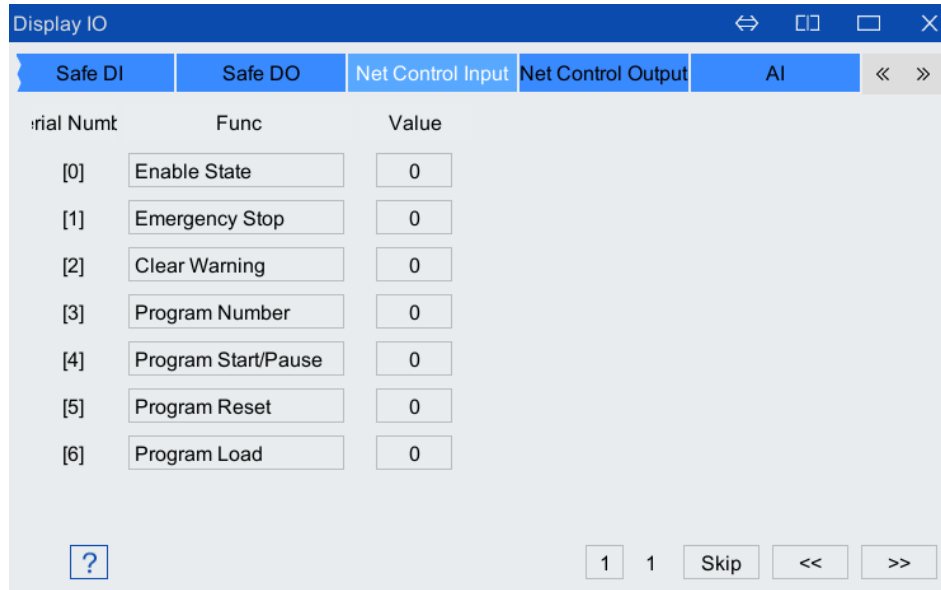 Display IO
Safe DI Safe DO Net Control Input Net Control Output AI « »
erial Numb Func Value
[0] Enable State 0
[1] Emergency Stop 0
[2] Clear Warning 0
[3] Program Number 0
[4] Program Start/Pause 0
[5] Program Reset 0
[6] Program Load 0
? 1 1 Skip << >>